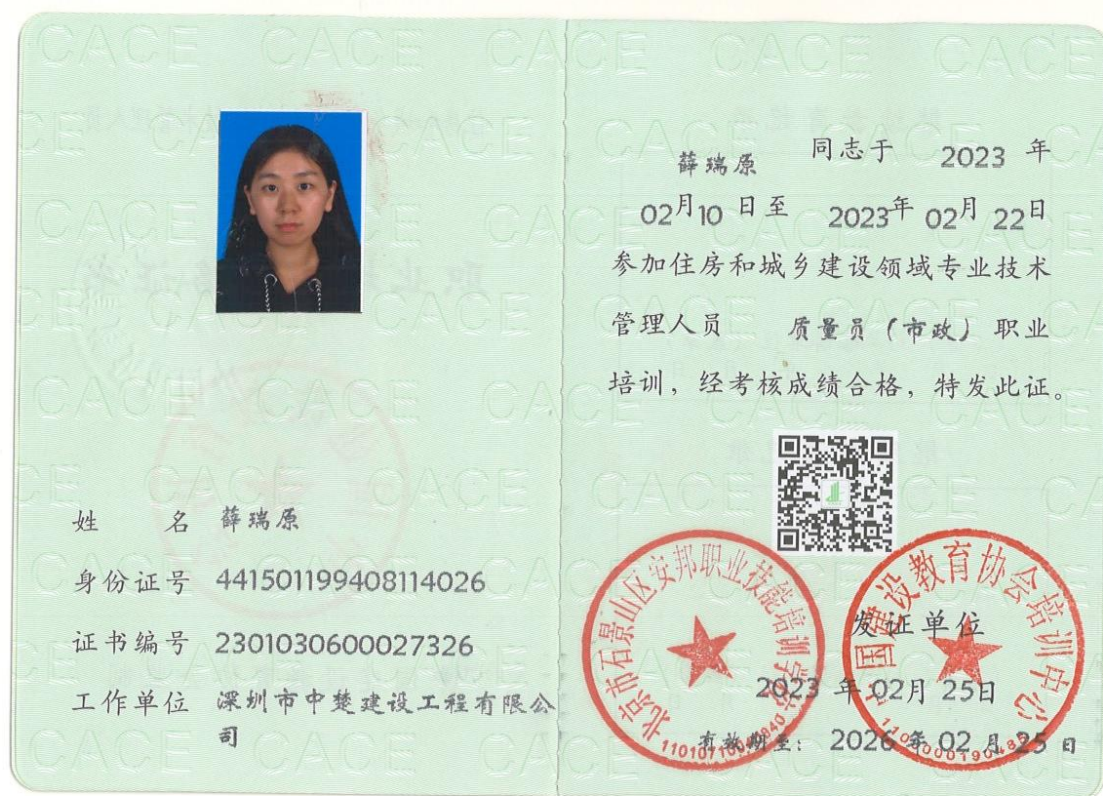 姓 名 薛瑞原
身份证号 441501199408114026
证书编号 2301030600027326
工作单位 深圳市中楚建设工程有限公
司
薛瑞原 同志于 2023 年
02月10 日至 2023年 02月 22日
参加住房和城乡建设领域专业技术
管理人员 质量员（市政）职业
培训，经考核成绩合格，特发此证。
北京市石景山区安邦职业技能培训学校
中国建设教育协会培训中心
发证单位
2023 年 02月 25日
有效期至： 2026 年 02 月 25 日
CACE